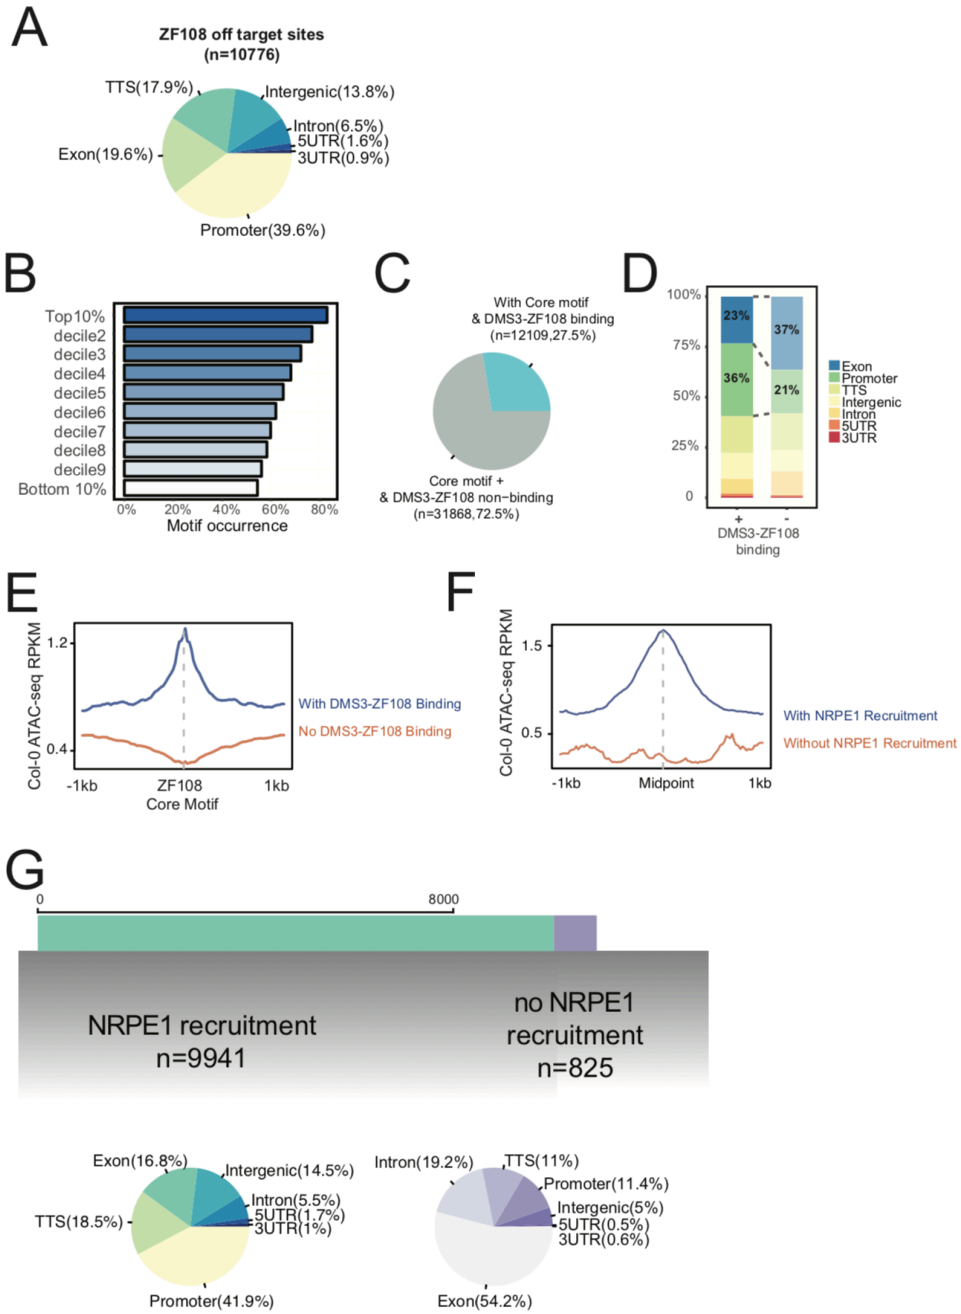 A
ZF108 off target sites
(n=10776)
TTS(17.9%)
Intergenic(13.8%)
Intron(6.5%)
5UTR(1.6%)
3UTR(0.9%)
Exon(19.6%)
Promoter(39.6%)
B
Top10%
decile2
decile3
decile4
decile5
decile6
decile7
decile8
decile9
Bottom 10%
0% 20% 40% 60% 80%
Motif occurrence
C
With Core motif
& DMS3-ZF108 binding
(n=12109,27.5%)
Core motif +
& DMS3-ZF108 non-binding
(n=31868,72.5%)
D
100%
75%
50%
25%
0
23%
36%
37%
21%
+ -
DMS3-ZF108
binding
Exon
Promoter
TTS
Intergenic
Intron
5UTR
3UTR
E
Col-0 ATAC-seq RPKM
1.2
0.4
-1kb ZF108 1kb
Core Motif
With DMS3-ZF108 Binding
No DMS3-ZF108 Binding
F
Col-0 ATAC-seq RPKM
1.5
0.5
-1kb Midpoint 1kb
With NRPE1 Recruitment
Without NRPE1 Recruitment
G
0 8000
NRPE1 recruitment
n=9941
no NRPE1
recruitment
n=825
Exon(16.8%)
Intergenic(14.5%)
Intron(5.5%)
5UTR(1.7%)
3UTR(1%)
TTS(18.5%)
Promoter(41.9%)
Intron(19.2%)
TTS(11%)
Promoter(11.4%)
Intergenic(5%)
5UTR(0.5%)
3UTR(0.6%)
Exon(54.2%)